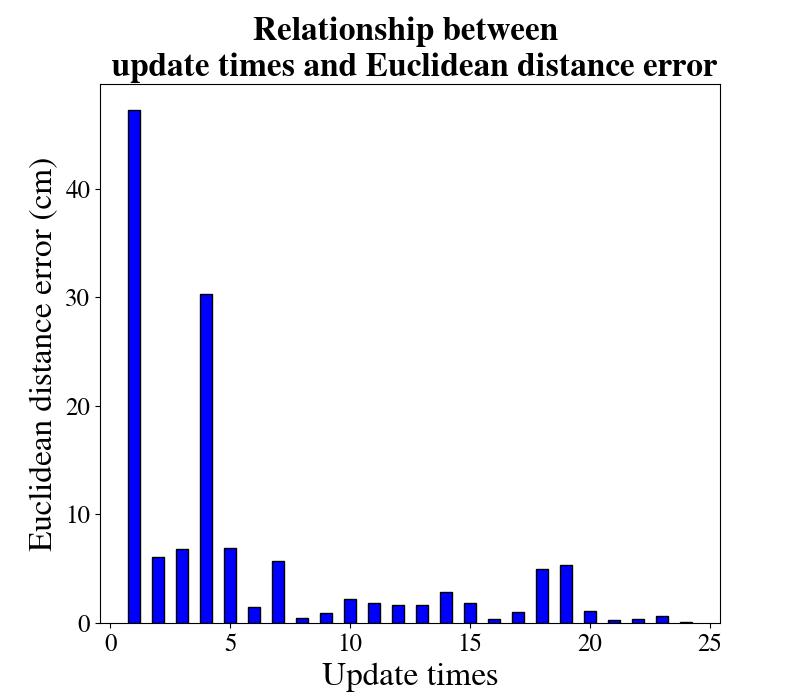 Relationship between
update times and Euclidean distance error
Euclidean distance error (cm)
40
30
20
10
0
0 5 10 15 20 25
Update times